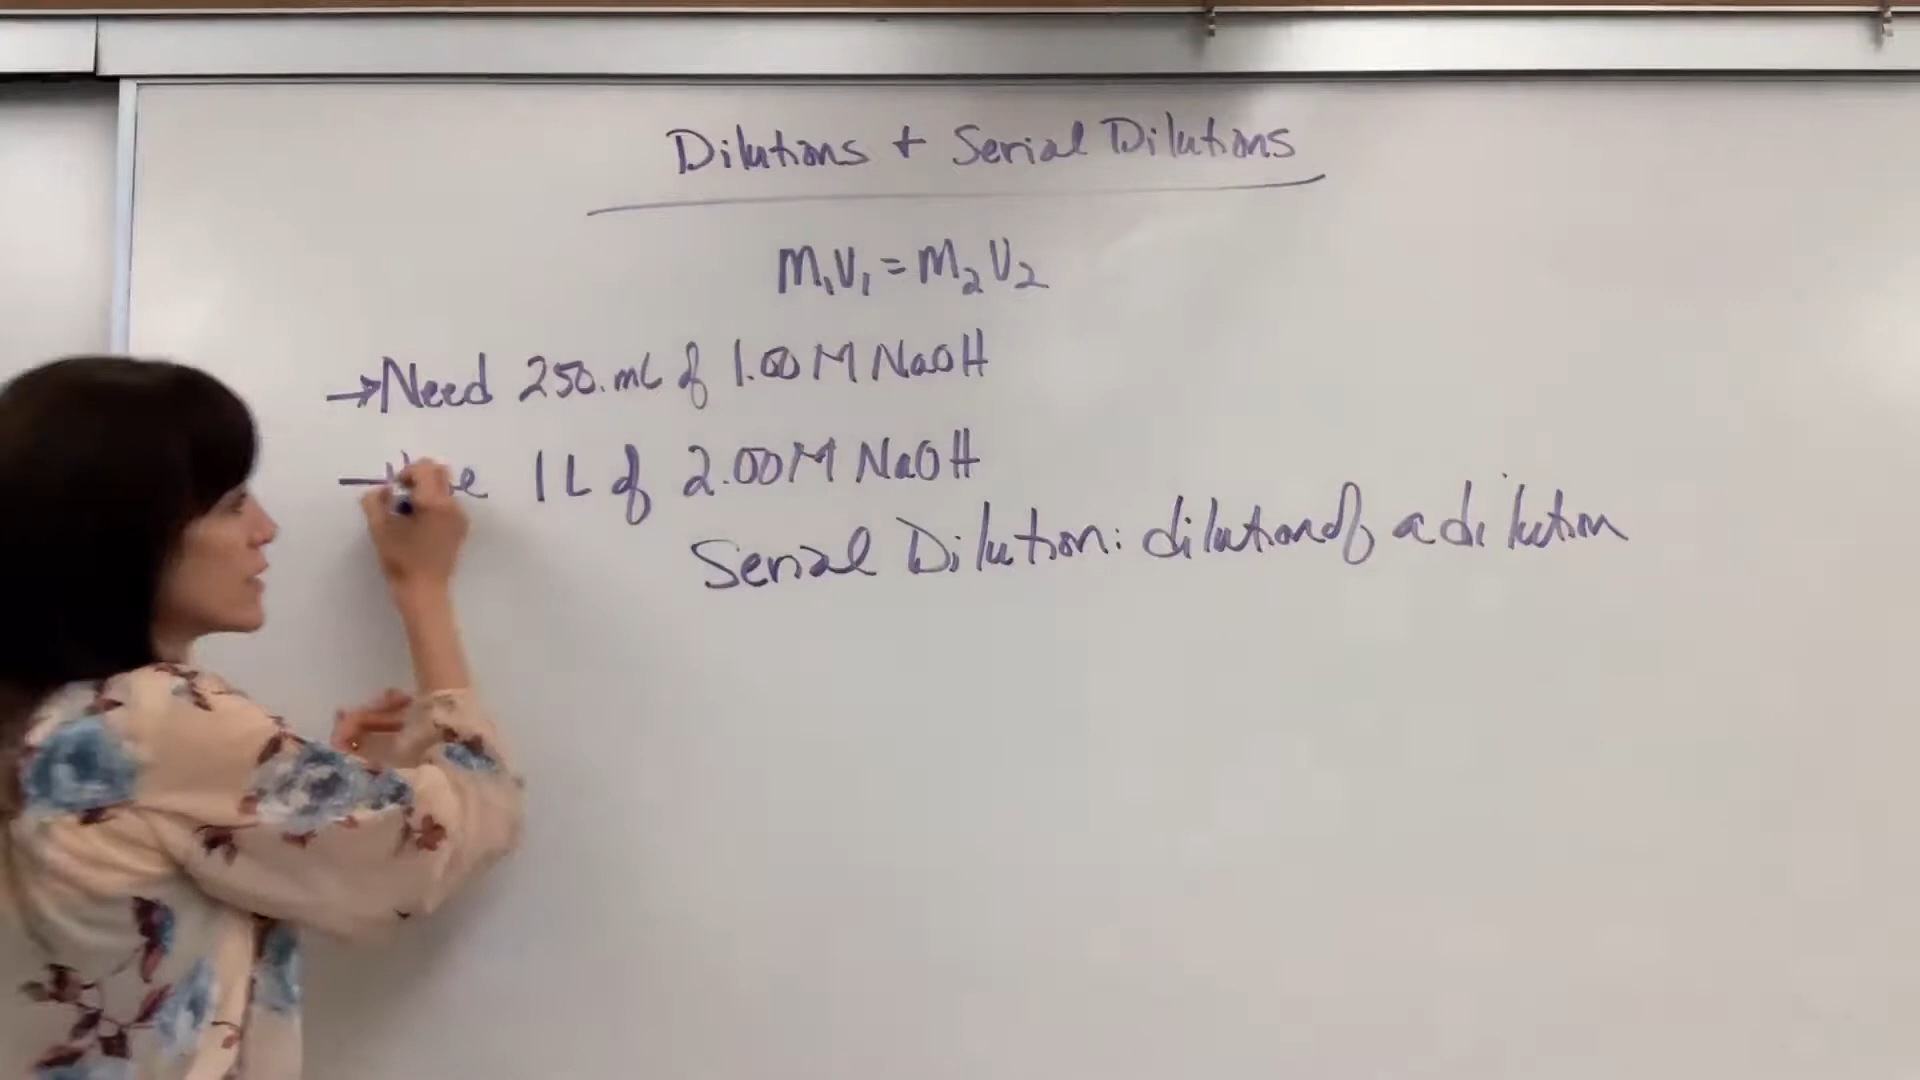 Dilutions + Serial Dilutions
M₁V₁ = M₂V₂
→Need 250. mL of 1.00 M NaOH
1 L of 2.00 M NaOH
Serial Dilution: dilution of a dilution